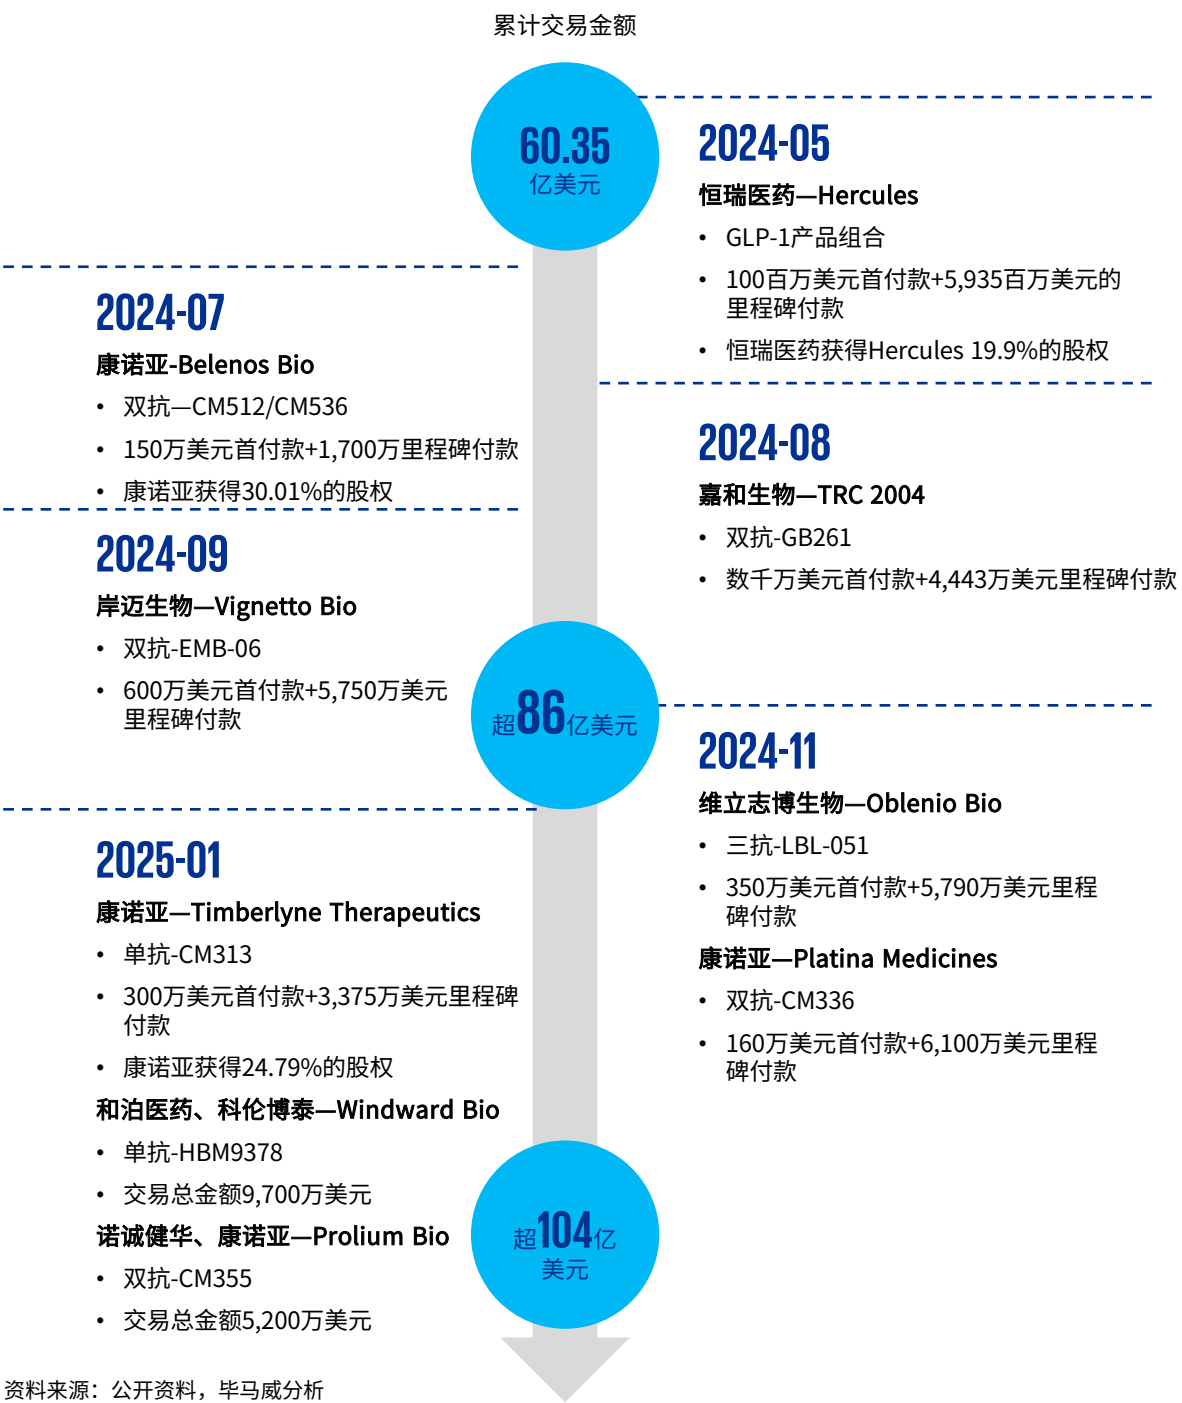 累计交易金额
60.35
亿美元
2024-05
恒瑞医药—Hercules
• GLP-1产品组合
• 100百万美元首付款+5,935百万美元的
里程碑付款
• 恒瑞医药获得Hercules 19.9%的股权
2024-07
康诺亚-Belenos Bio
• 双抗—CM512/CM536
• 150万美元首付款+1,700万里程碑付款
• 康诺亚获得30.01%的股权
2024-08
嘉和生物—TRC 2004
• 双抗-GB261
• 数千万美元首付款+4,443万美元里程碑付款
2024-09
岸迈生物—Vignetto Bio
• 双抗-EMB-06
• 600万美元首付款+5,750万美元
里程碑付款
超86亿美元
2024-11
维立志博生物—Oblenio Bio
• 三抗-LBL-051
• 350万美元首付款+5,790万美元里程
碑付款
康诺亚—Platina Medicines
• 双抗-CM336
• 160万美元首付款+6,100万美元里程
碑付款
2025-01
康诺亚—Timberlyne Therapeutics
• 单抗-CM313
• 300万美元首付款+3,375万美元里程碑
付款
• 康诺亚获得24.79%的股权
和泊医药、科伦博泰—Windward Bio
• 单抗-HBM9378
• 交易总金额9,700万美元
诺诚健华、康诺亚—Prolium Bio
• 双抗-CM355
• 交易总金额5,200万美元
超104亿
美元
资料来源：公开资料，毕马威分析